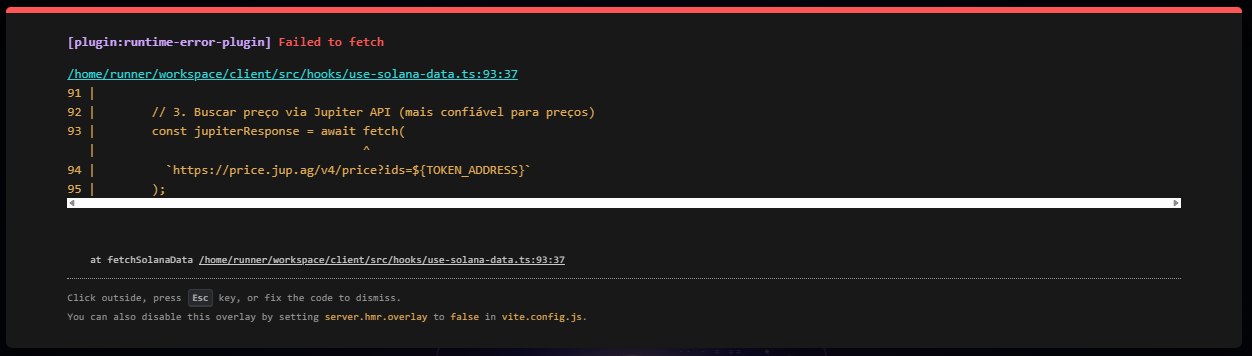 [plugin:runtime-error-plugin] Failed to fetch
/home/runner/workspace/client/src/hooks/use-solana-data.ts:93:37
91 |
92 |        // 3. Buscar preço via Jupiter API (mais confiável para preços)
93 |        const jupiterResponse = await fetch(
   |                                     ^
94 |          `https://price.jup.ag/v4/price?ids=${TOKEN_ADDRESS}`
95 |        );
at fetchSolanaData /home/runner/workspace/client/src/hooks/use-solana-data.ts:93:37
Click outside, press Esc key, or fix the code to dismiss.
You can also disable this overlay by setting server.hmr.overlay to false in vite.config.js.